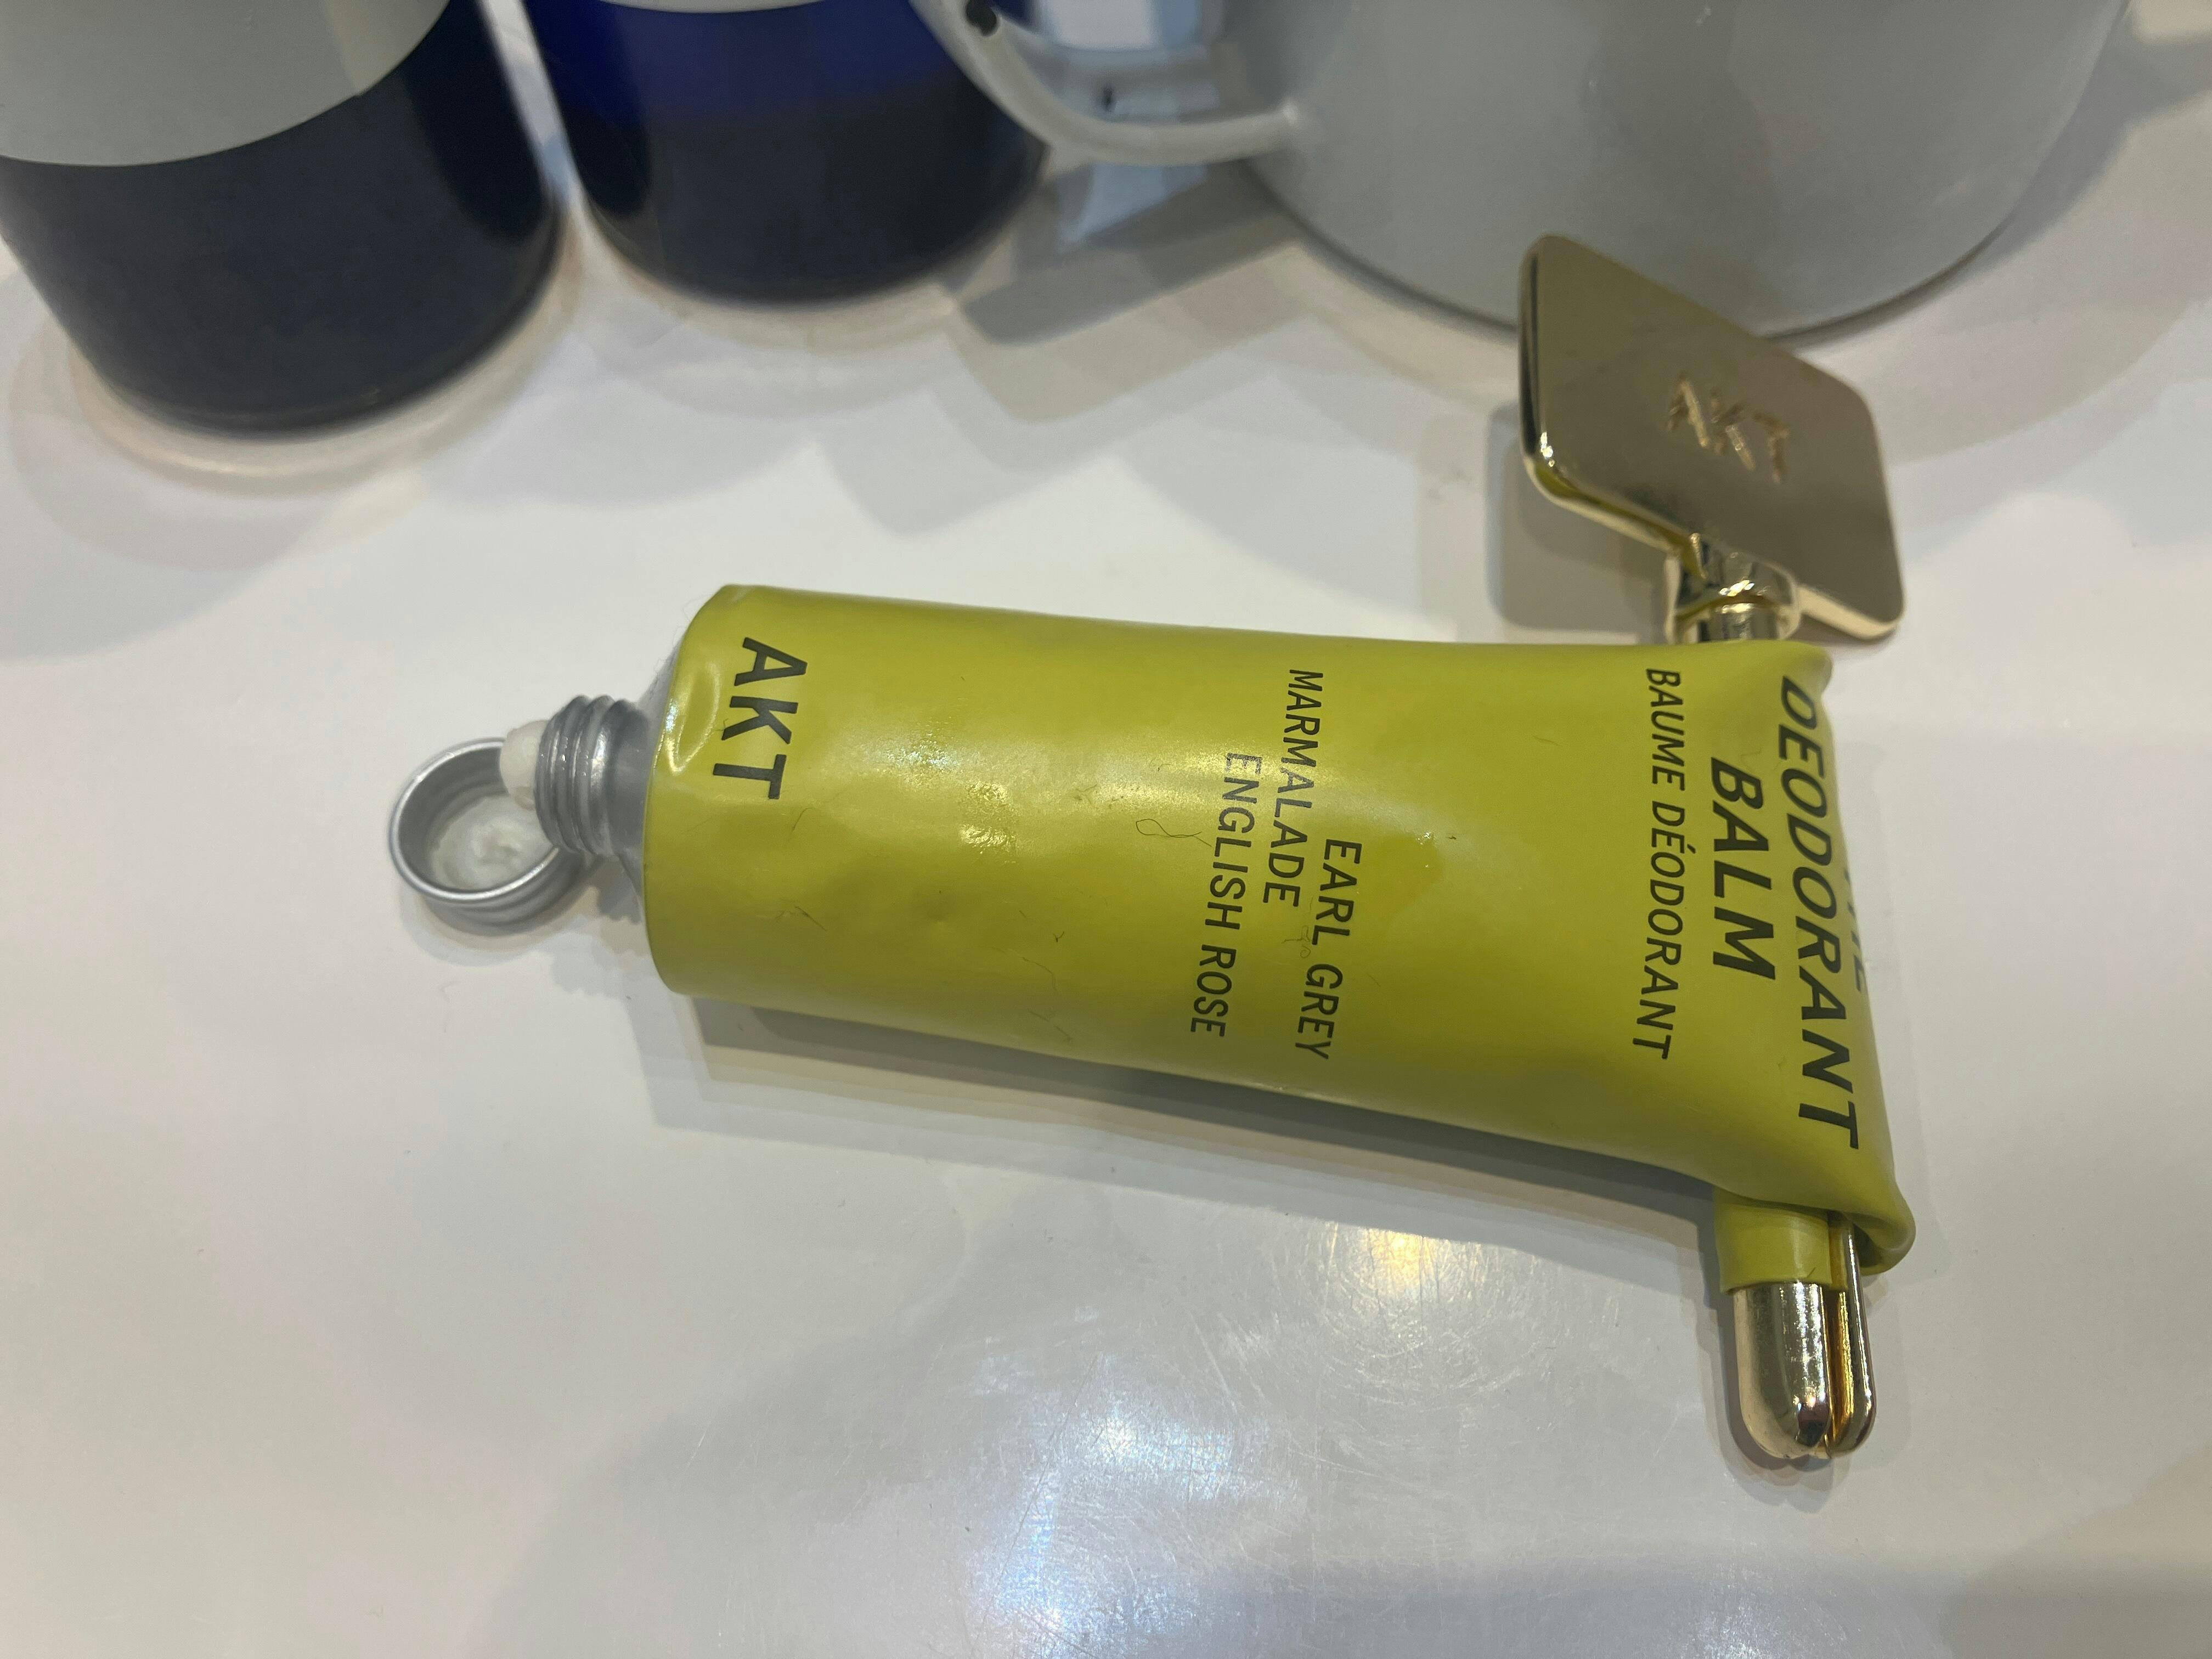 DEODORANT
BALM
BAUME DÉODORANT
EARL GREY
MARMALADE
ENGLISH ROSE
AKT
AKT